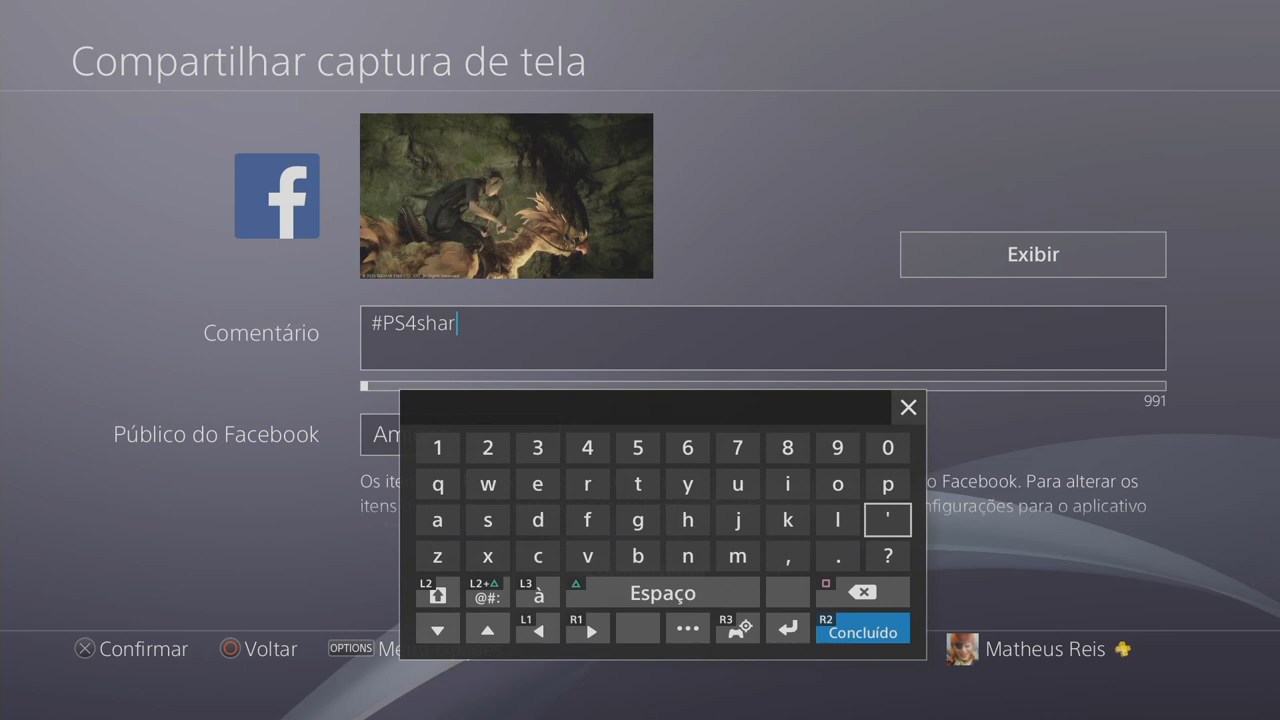 Compartilhar captura de tela
f
Exibir
Comentário
#PS4shar
991
Público do Facebook
Am
Os ite
o Facebook. Para alterar os
itens
nfigurações para o aplicativo
1 2 3 4 5 6 7 8 9 0
q w e r t y u i o p
a s d f g h j k l '
z x c v b n m , . ?
L2 L2+△ @#: L3 à △ Espaço
L1 R1 ••• R3 R2 Concluído
Confirmar
Voltar
OPTIONS
Matheus Reis